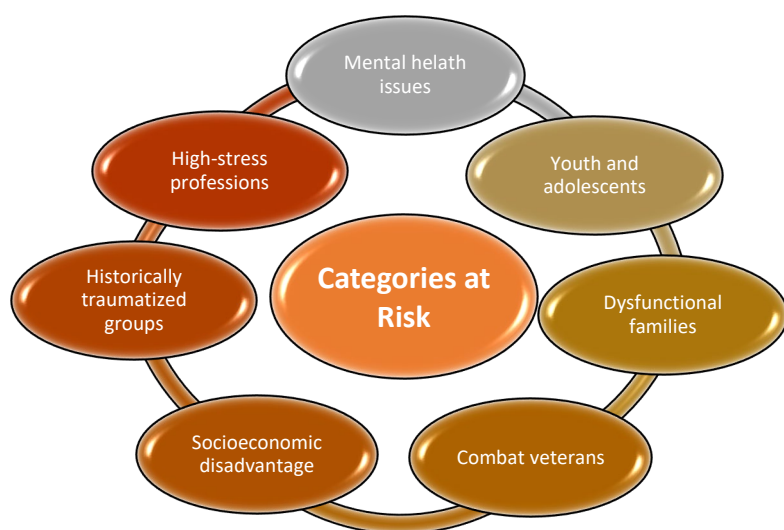 Mental helath
issues
Youth and
adolescents
Dysfunctional
families
Combat veterans
Socioeconomic
disadvantage
Historically
traumatized
groups
High-stress
professions
Categories at
Risk